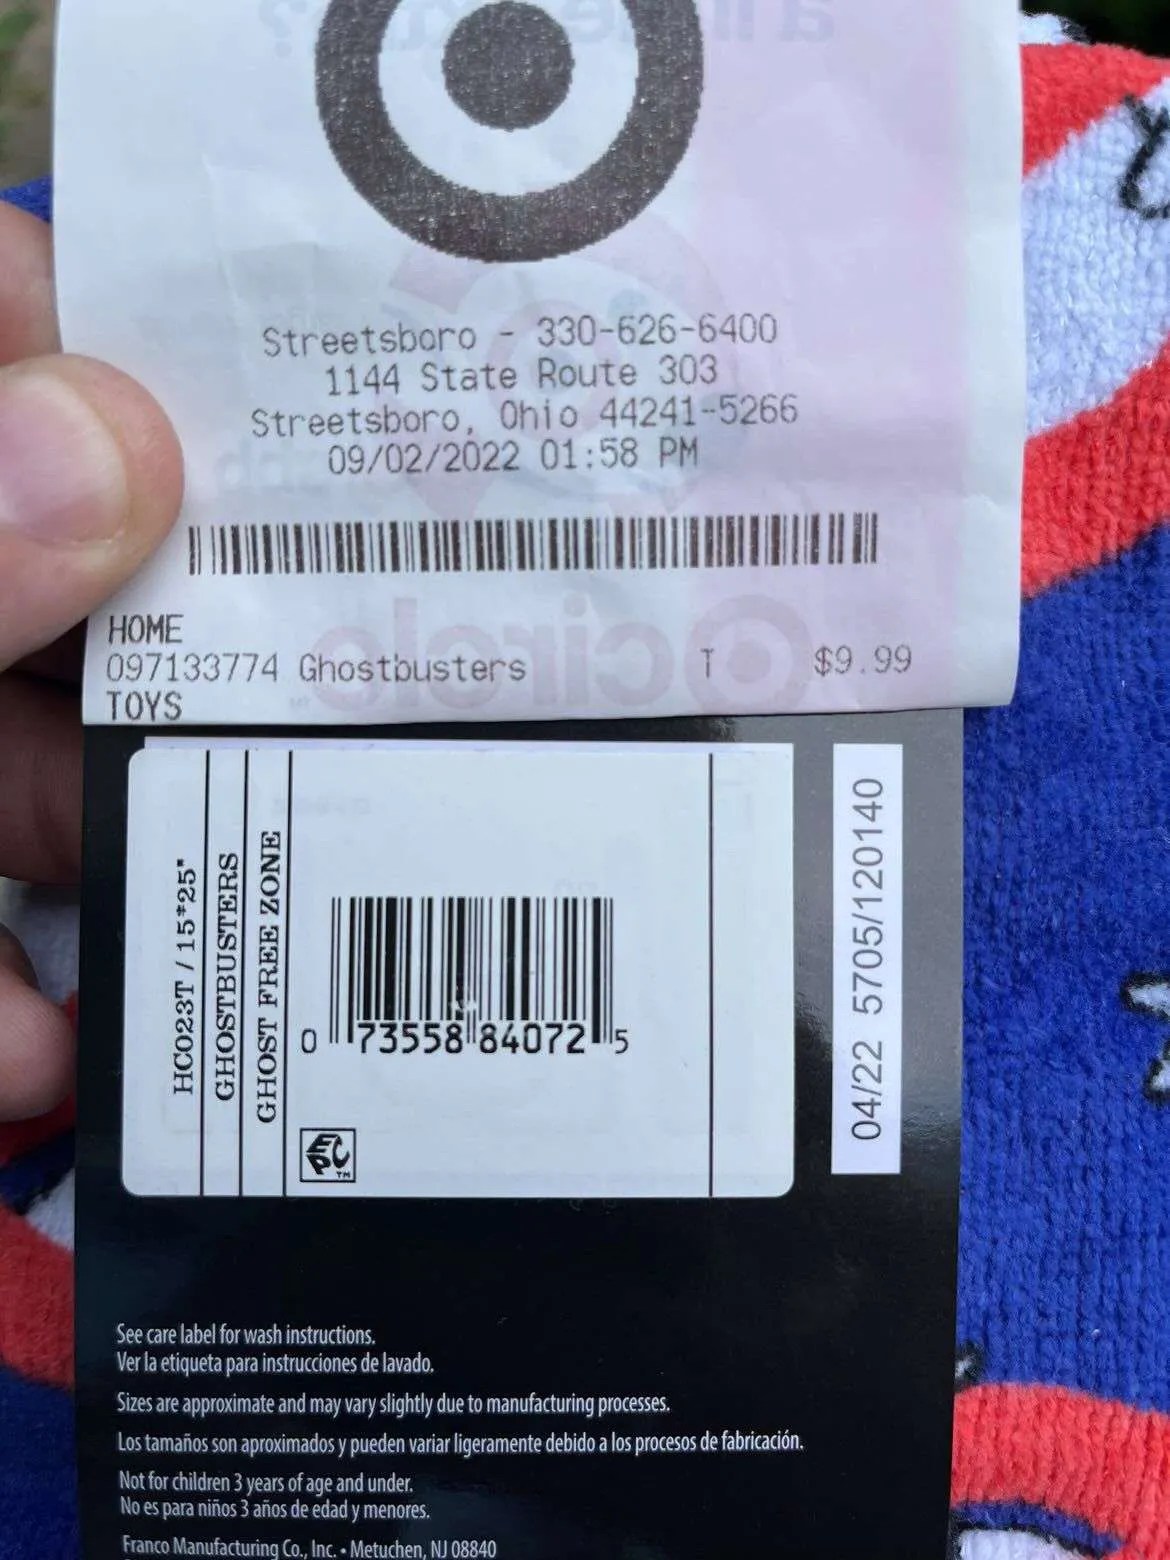 Streetsboro - 330-626-6400
1144 State Route 303
Streetsboro, Ohio 44241-5266
09/02/2022 01:58 PM
HOME
097133774 Ghostbusters T $9.99
TOYS
circle
HC023T / 15*25"
GHOSTBUSTERS
GHOST FREE ZONE
0 73558 84072 5
EPC
TM
04/22 5705/120140
See care label for wash instructions.
Ver la etiqueta para instrucciones de lavado.
Sizes are approximate and may vary slightly due to manufacturing processes.
Los tamaños son aproximados y pueden variar ligeramente debido a los procesos de fabricación.
Not for children 3 years of age and under.
No es para niños 3 años de edad y menores.
Franco Manufacturing Co., Inc. • Metuchen, NJ 08840